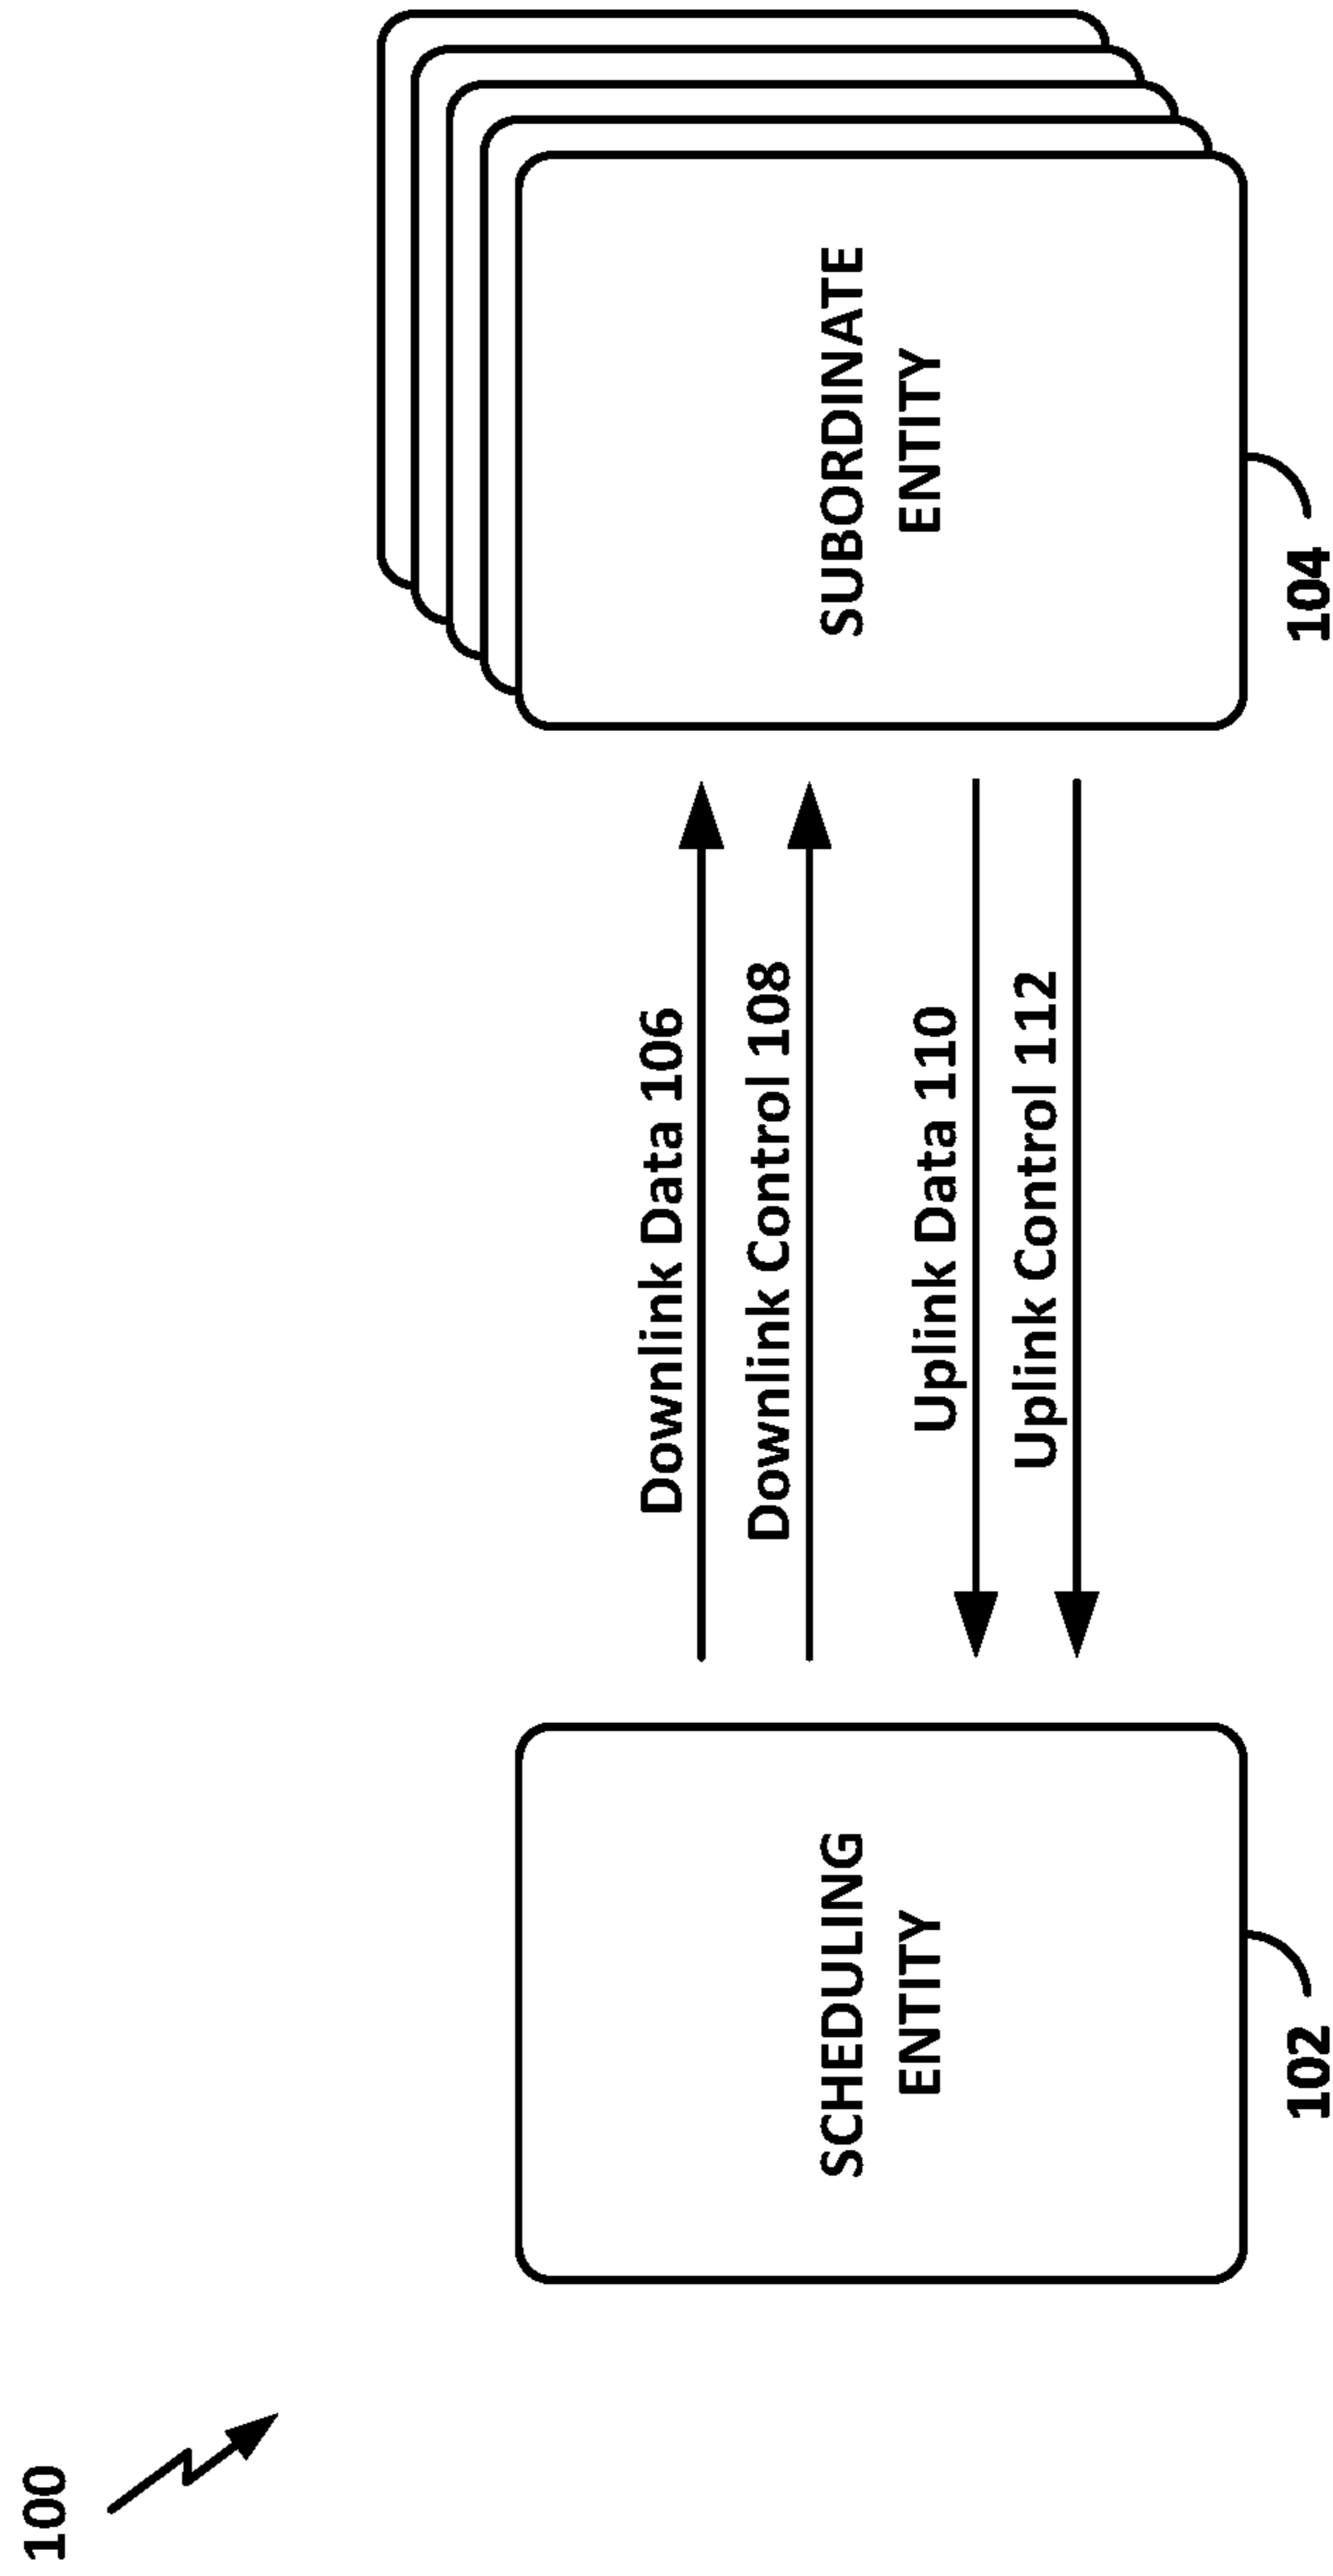 100
SCHEDULING
ENTITY
102
Downlink Data 106
Downlink Control 108
Uplink Data 110
Uplink Control 112
SUBORDINATE
ENTITY
104